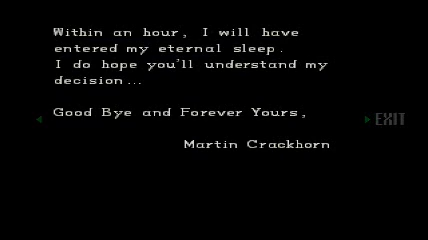 Within an hour, I will have
entered my eternal sleep.
I do hope you'll understand my
decision...
Good Bye and Forever Yours,
EXIT
Martin Crackhorn